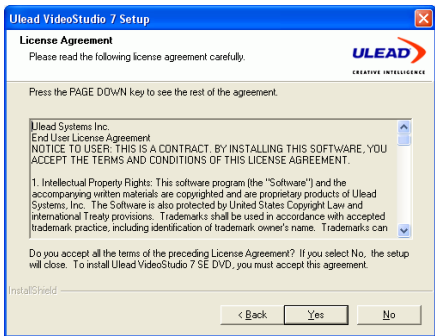 Ulead VideoStudio 7 Setup
License Agreement
Please read the following license agreement carefully.
ULEAD
CREATIVE INTELLIGENCE
Press the PAGE DOWN key to see the rest of the agreement.
Ulead Systems Inc.
End User License Agreement
NOTICE TO USER: THIS IS A CONTRACT. BY INSTALLING THIS SOFTWARE, YOU
ACCEPT THE TERMS AND CONDITIONS OF THIS LICENSE AGREEMENT.
1. Intellectual Property Rights: This software program (the "Software") and the
accompanying written materials are copyrighted and are proprietary products of Ulead
Systems, Inc. The Software is also protected by United States Copyright Law and
international Treaty provisions. Trademarks shall be used in accordance with accepted
trademark practice, including identification of trademark owner's name. Trademarks can
Do you accept all the terms of the preceding License Agreement? If you select No, the setup
will close. To install Ulead VideoStudio 7 SE DVD, you must accept this agreement.
InstallShield
< Back
Yes
No